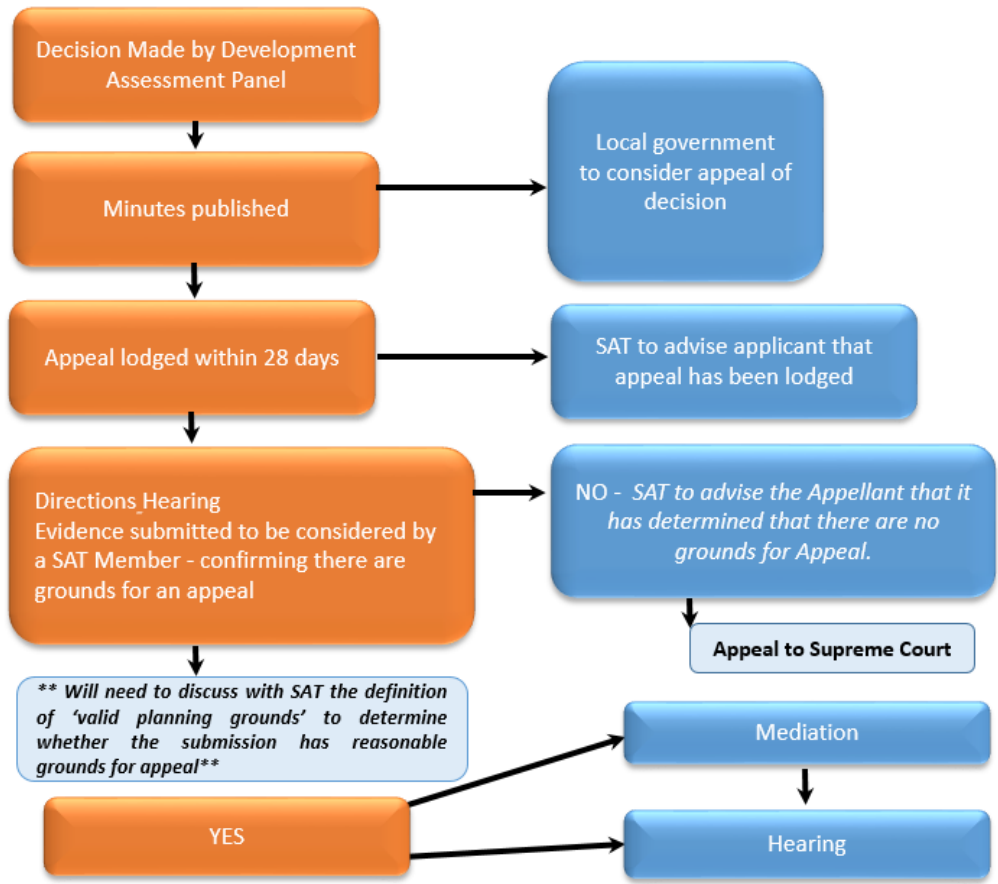 Decision Made by Development
Assessment Panel
Minutes published
Local government
to consider appeal of
decision
Appeal lodged within 28 days
SAT to advise applicant that
appeal has been lodged
Directions Hearing
Evidence submitted to be considered by
a SAT Member - confirming there are
grounds for an appeal
NO - SAT to advise the Appellant that it
has determined that there are no
grounds for Appeal.
Appeal to Supreme Court
** Will need to discuss with SAT the definition
of ‘valid planning grounds’ to determine
whether the submission has reasonable
grounds for appeal**
YES
Mediation
Hearing